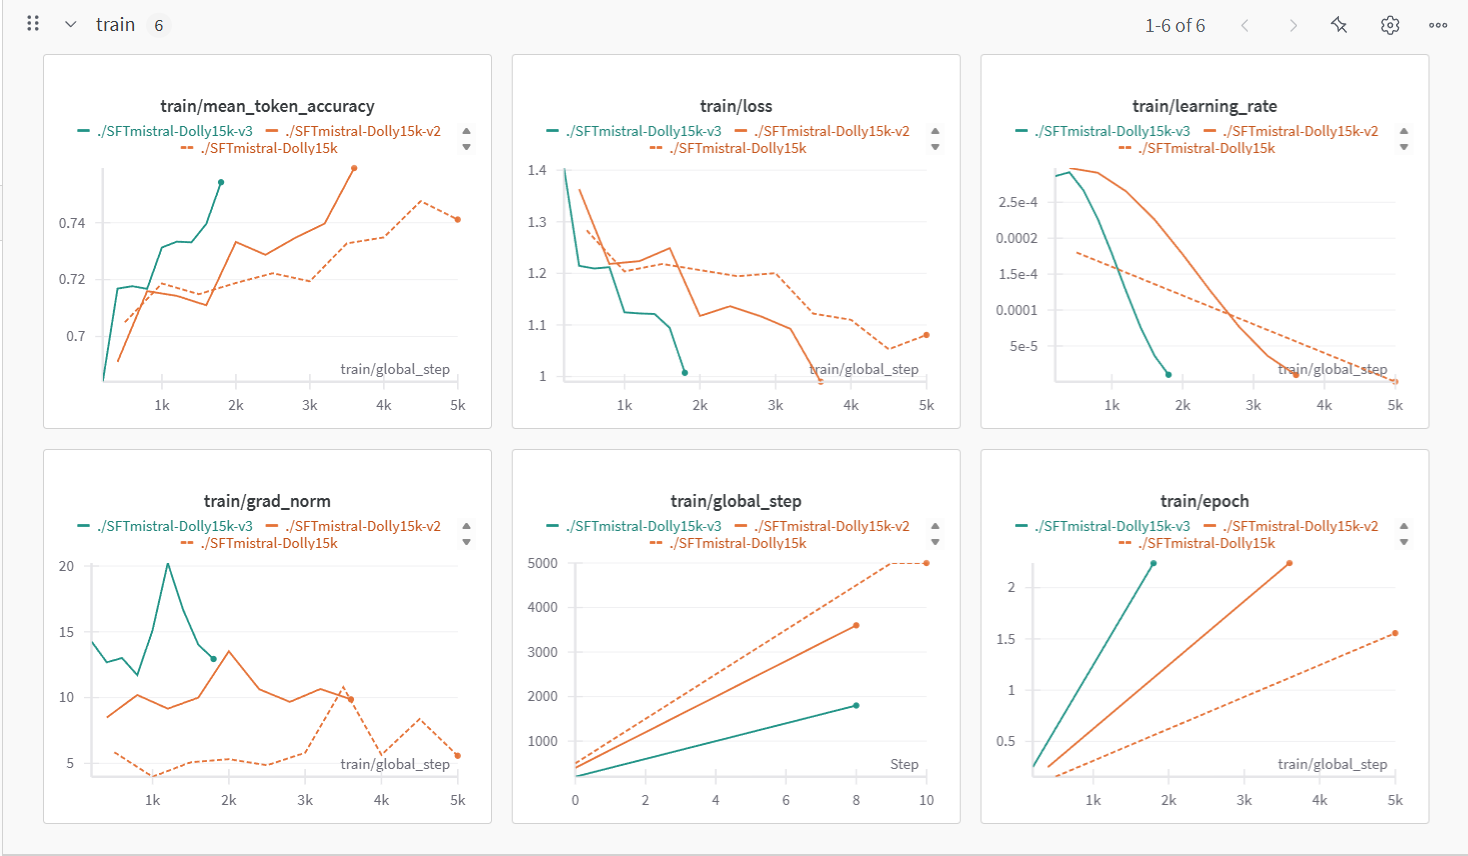 train 6 1-6 of 6
train/mean_token_accuracy
./SFTmistral-Dolly15k-v3 ./SFTmistral-Dolly15k-v2
./SFTmistral-Dolly15k
0.74
0.72
0.7
train/global_step
1k 2k 3k 4k 5k
train/loss
./SFTmistral-Dolly15k-v3 ./SFTmistral-Dolly15k-v2
./SFTmistral-Dolly15k
1.4
1.3
1.2
1.1
1
train/global_step
1k 2k 3k 4k 5k
train/learning_rate
./SFTmistral-Dolly15k-v3 ./SFTmistral-Dolly15k-v2
./SFTmistral-Dolly15k
2.5e-4
0.0002
1.5e-4
0.0001
5e-5
train/global_step
1k 2k 3k 4k 5k
train/grad_norm
./SFTmistral-Dolly15k-v3 ./SFTmistral-Dolly15k-v2
./SFTmistral-Dolly15k
20
15
10
5
train/global_step
1k 2k 3k 4k 5k
train/global_step
./SFTmistral-Dolly15k-v3 ./SFTmistral-Dolly15k-v2
./SFTmistral-Dolly15k
5000
4000
3000
2000
1000
Step
0 2 4 6 8 10
train/epoch
./SFTmistral-Dolly15k-v3 ./SFTmistral-Dolly15k-v2
./SFTmistral-Dolly15k
2
1.5
1
0.5
train/global_step
1k 2k 3k 4k 5k